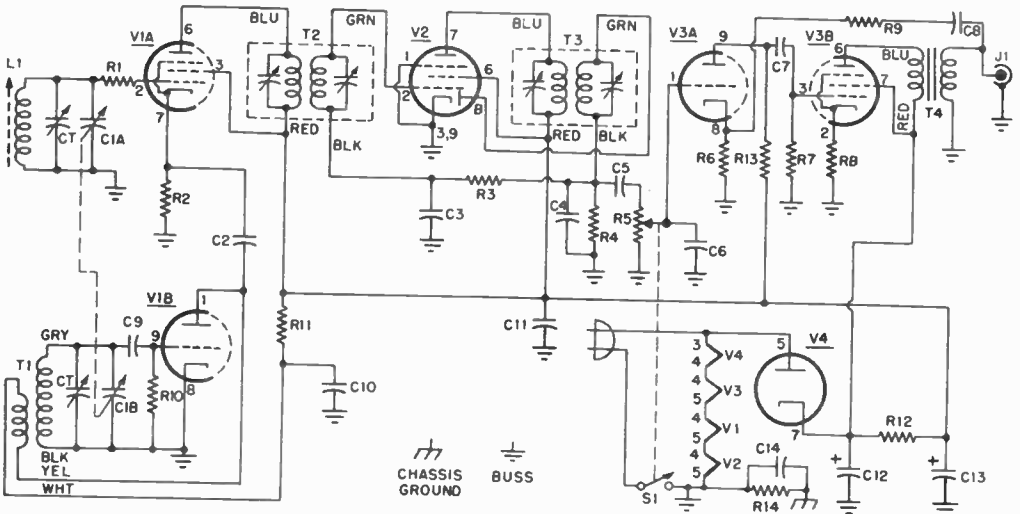 V1A
6
BLU
GRN
T2
V2
7
BLU
GRN
T3
V3A
9
C7
V3B
6
BLU
R9
C8
J1
L1
R1
2
3
7
CT
C1A
RED
BLK
1
2
6
8
3,9
RED
BLK
1
8
3
7
2
RED
T4
R2
C2
C3
R3
C4
R4
C5
R5
C6
R6
R13
R7
R8
V1B
1
GRY
C9
9
T1
CT
C1B
R10
8
BLK
YEL
WHT
R11
C10
C11
CHASSIS
GROUND
BUSS
3
4
V4
4
5
V3
4
5
V1
4
5
V2
S1
C14
R14
5
V4
7
R12
+
C12
+
C13